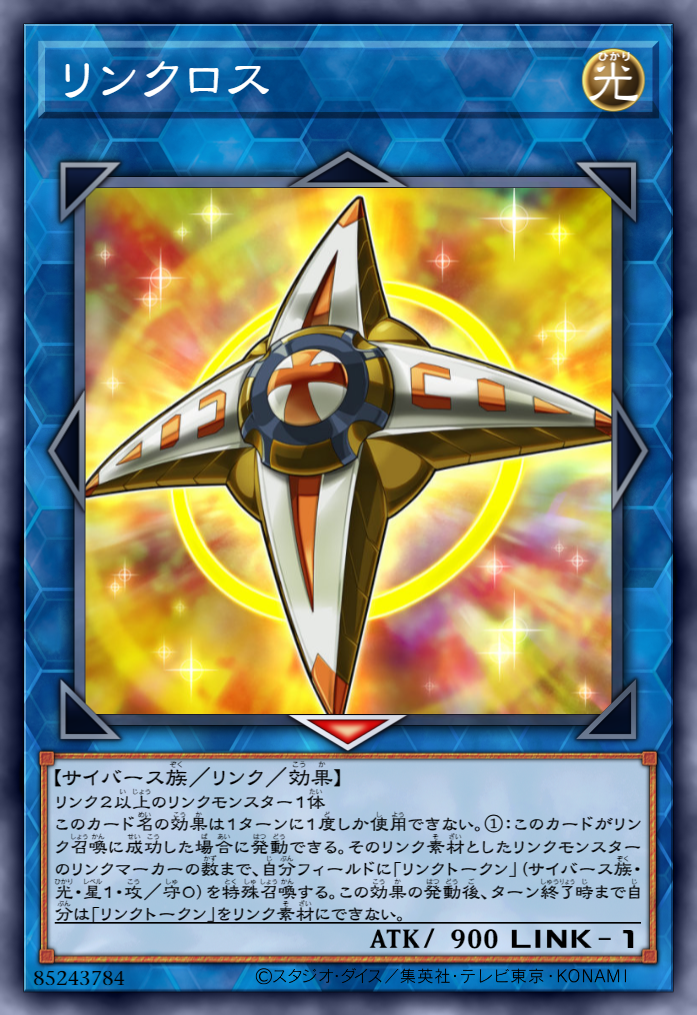 リンクロス
光
【サイバース族／リンク／効果】
リンク2以上のリンクモンスター1体
このカード名の効果は1ターンに1度しか使用できない。①：このカードがリン
ク召喚に成功した場合に発動できる。そのリンク素材としたリンクモンスター
のリンクマーカーの数まで、自分フィールドに「リンクトークン」（サイバース族・
光・星1・攻／守0）を特殊召喚する。この効果の発動後、ターン終了時まで自
分は「リンクトークン」をリンク素材にできない。
ATK/ 900 LINK-1
85243784 ©スタジオ・ダイス／集英社・テレビ東京・KONAMI